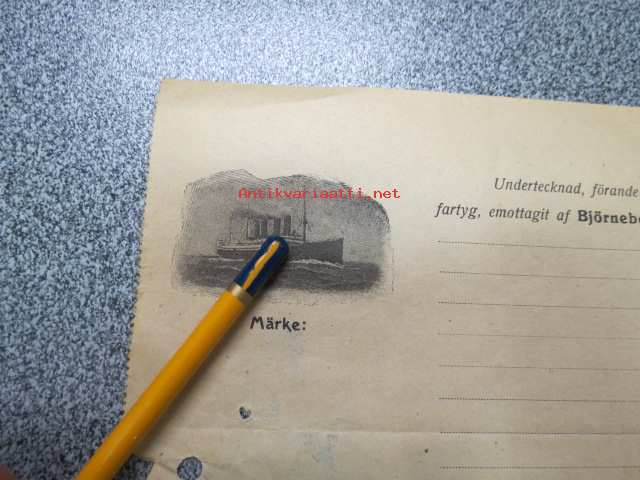 Antikvariaatti.net
Undertecknad, förande
fartyg, emottagit af Björnebo
Märke: